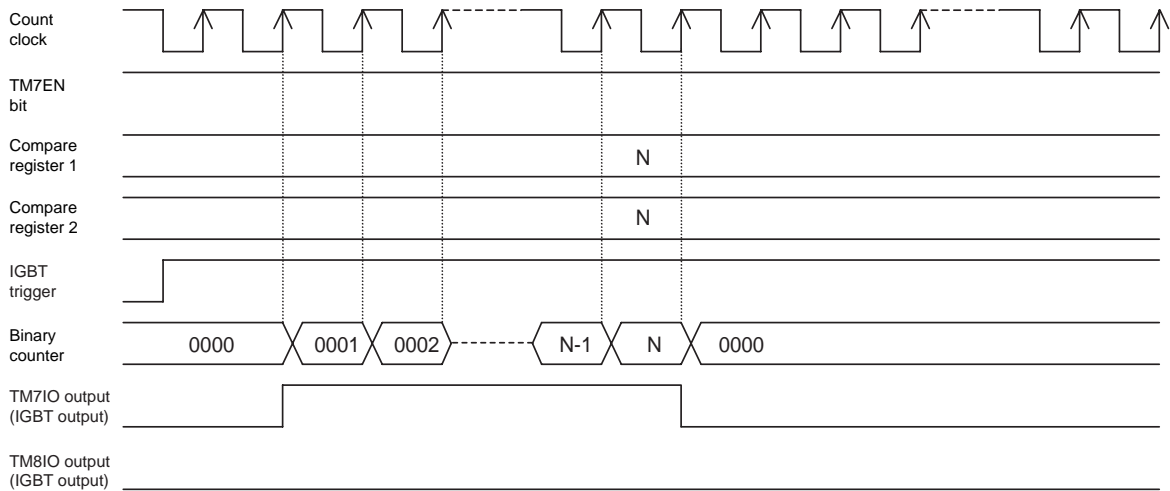 Count
clock
TM7EN
bit
Compare
register 1
N
Compare
register 2
N
IGBT
trigger
Binary
counter
0000 0001 0002 N-1 N 0000
TM7IO output
(IGBT output)
TM8IO output
(IGBT output)